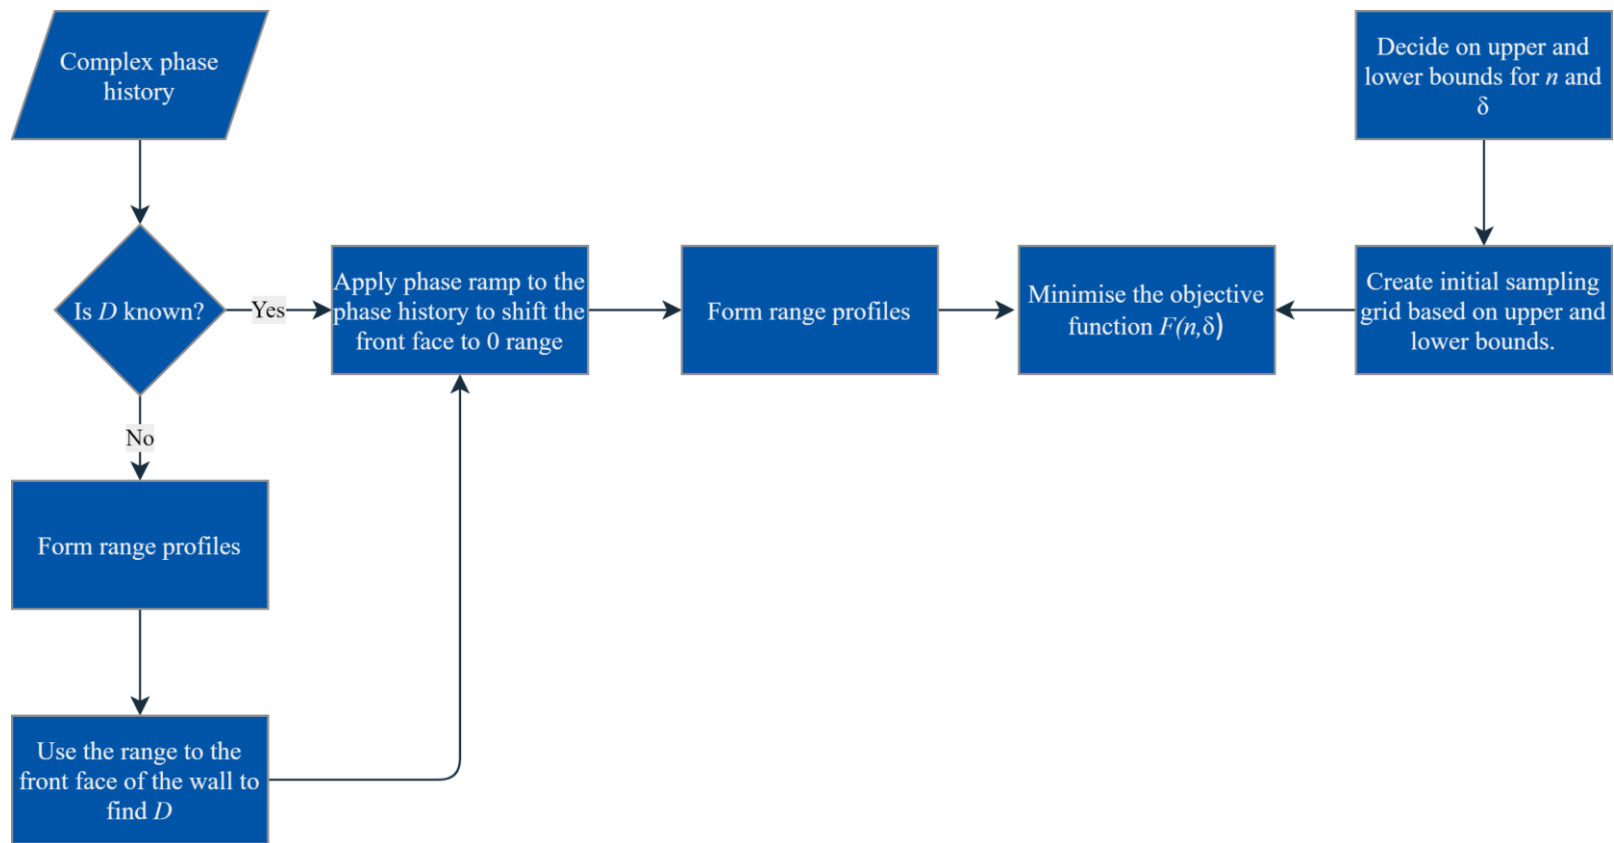 Complex phase
history
Decide on upper and
lower bounds for n and
δ
Is D known?
Yes
Apply phase ramp to the
phase history to shift the
front face to 0 range
Form range profiles
Minimise the objective
function F(n,δ)
Create initial sampling
grid based on upper and
lower bounds.
No
Form range profiles
Use the range to the
front face of the wall to
find D